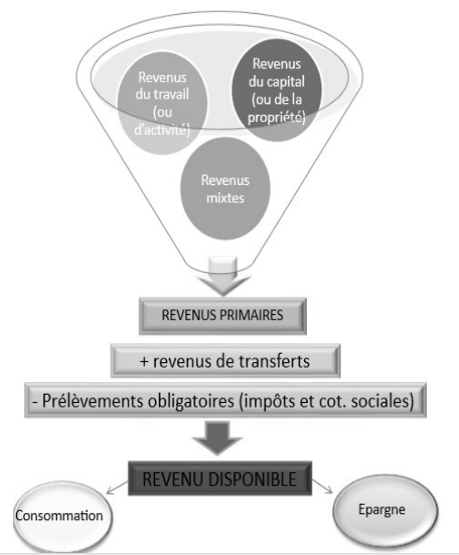 Revenus
du travail
(ou
d'activité)
Revenus
du capital
(ou de la
propriété)
Revenus
mixtes
REVENUS PRIMAIRES
+ revenus de transferts
- Prélèvements obligatoires (impôts et cot. sociales)
REVENU DISPONIBLE
Consommation
Epargne